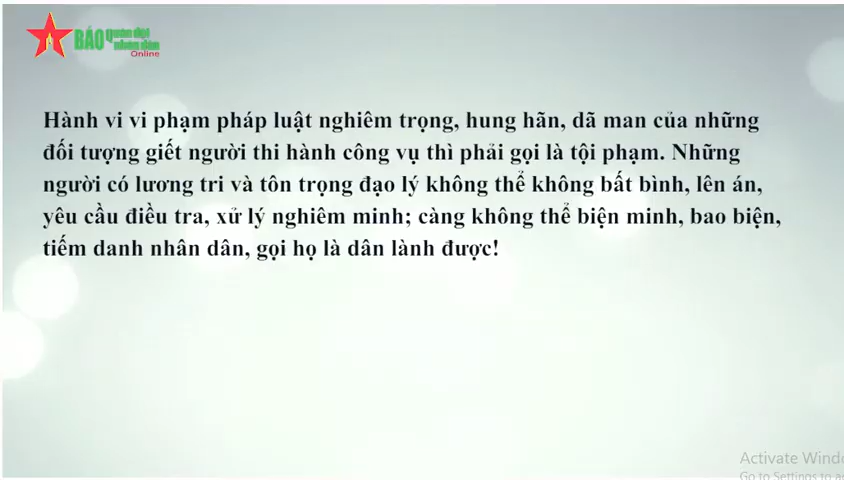 BÁO quân đội
nhân dân
Online
Hành vi vi phạm pháp luật nghiêm trọng, hung hãn, dã man của những
đối tượng giết người thi hành công vụ thì phải gọi là tội phạm. Những
người có lương tri và tôn trọng đạo lý không thể không bất bình, lên án,
yêu cầu điều tra, xử lý nghiêm minh; càng không thể biện minh, bao biện,
tiếm danh nhân dân, gọi họ là dân lành được!
Activate Windo
Go to Settings to a